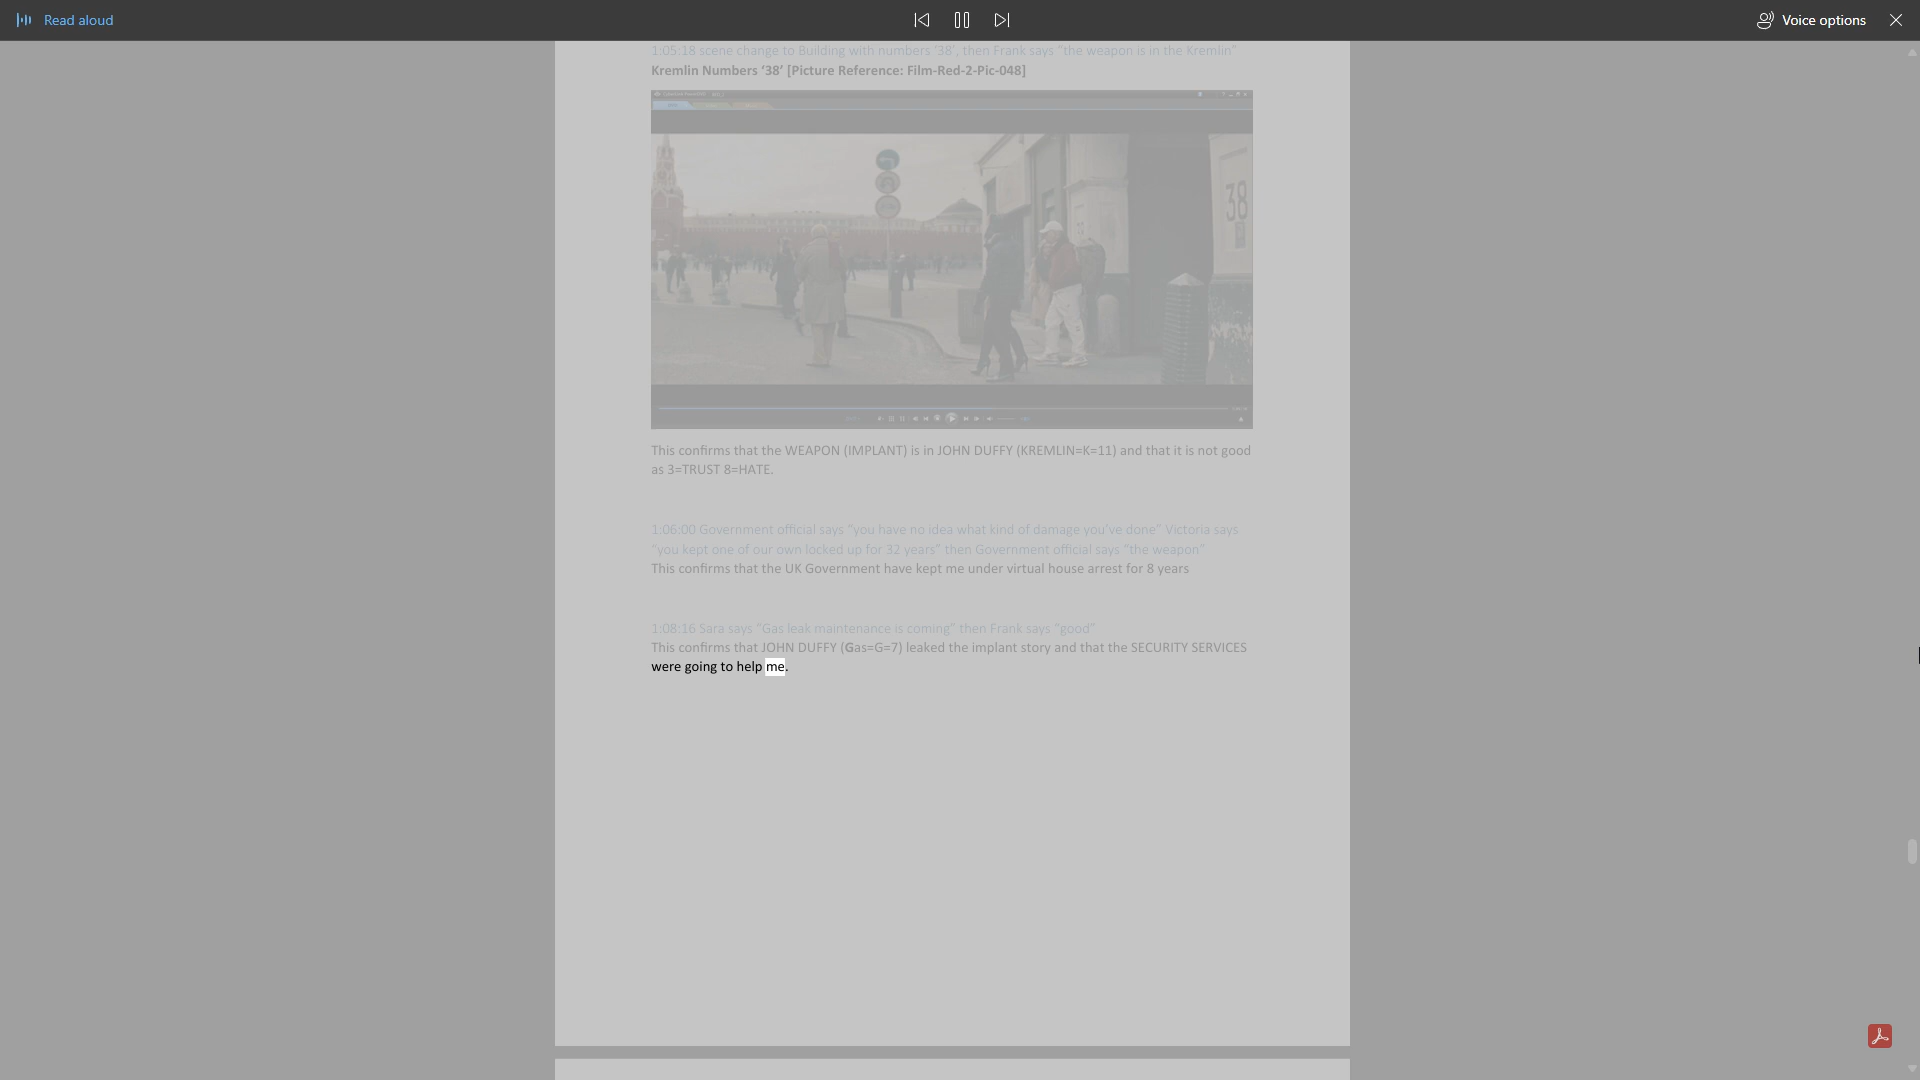 Read aloud
Voice options
1:05:18 scene change to Building with numbers ‘38’, then Frank says “the weapon is in the Kremlin”
Kremlin Numbers ‘38’ [Picture Reference: Film-Red-2-Pic-048]
38
This confirms that the WEAPON (IMPLANT) is in JOHN DUFFY (KREMLIN=K=11) and that it is not good
as 3=TRUST 8=HATE.
1:06:00 Government official says “you have no idea what kind of damage you’ve done” Victoria says
“you kept one of our own locked up for 32 years” then Government official says “the weapon”
This confirms that the UK Government have kept me under virtual house arrest for 8 years
1:08:16 Sara says “Gas leak maintenance is coming” then Frank says “good”
This confirms that JOHN DUFFY (Gas=G=7) leaked the implant story and that the SECURITY SERVICES
were going to help me.